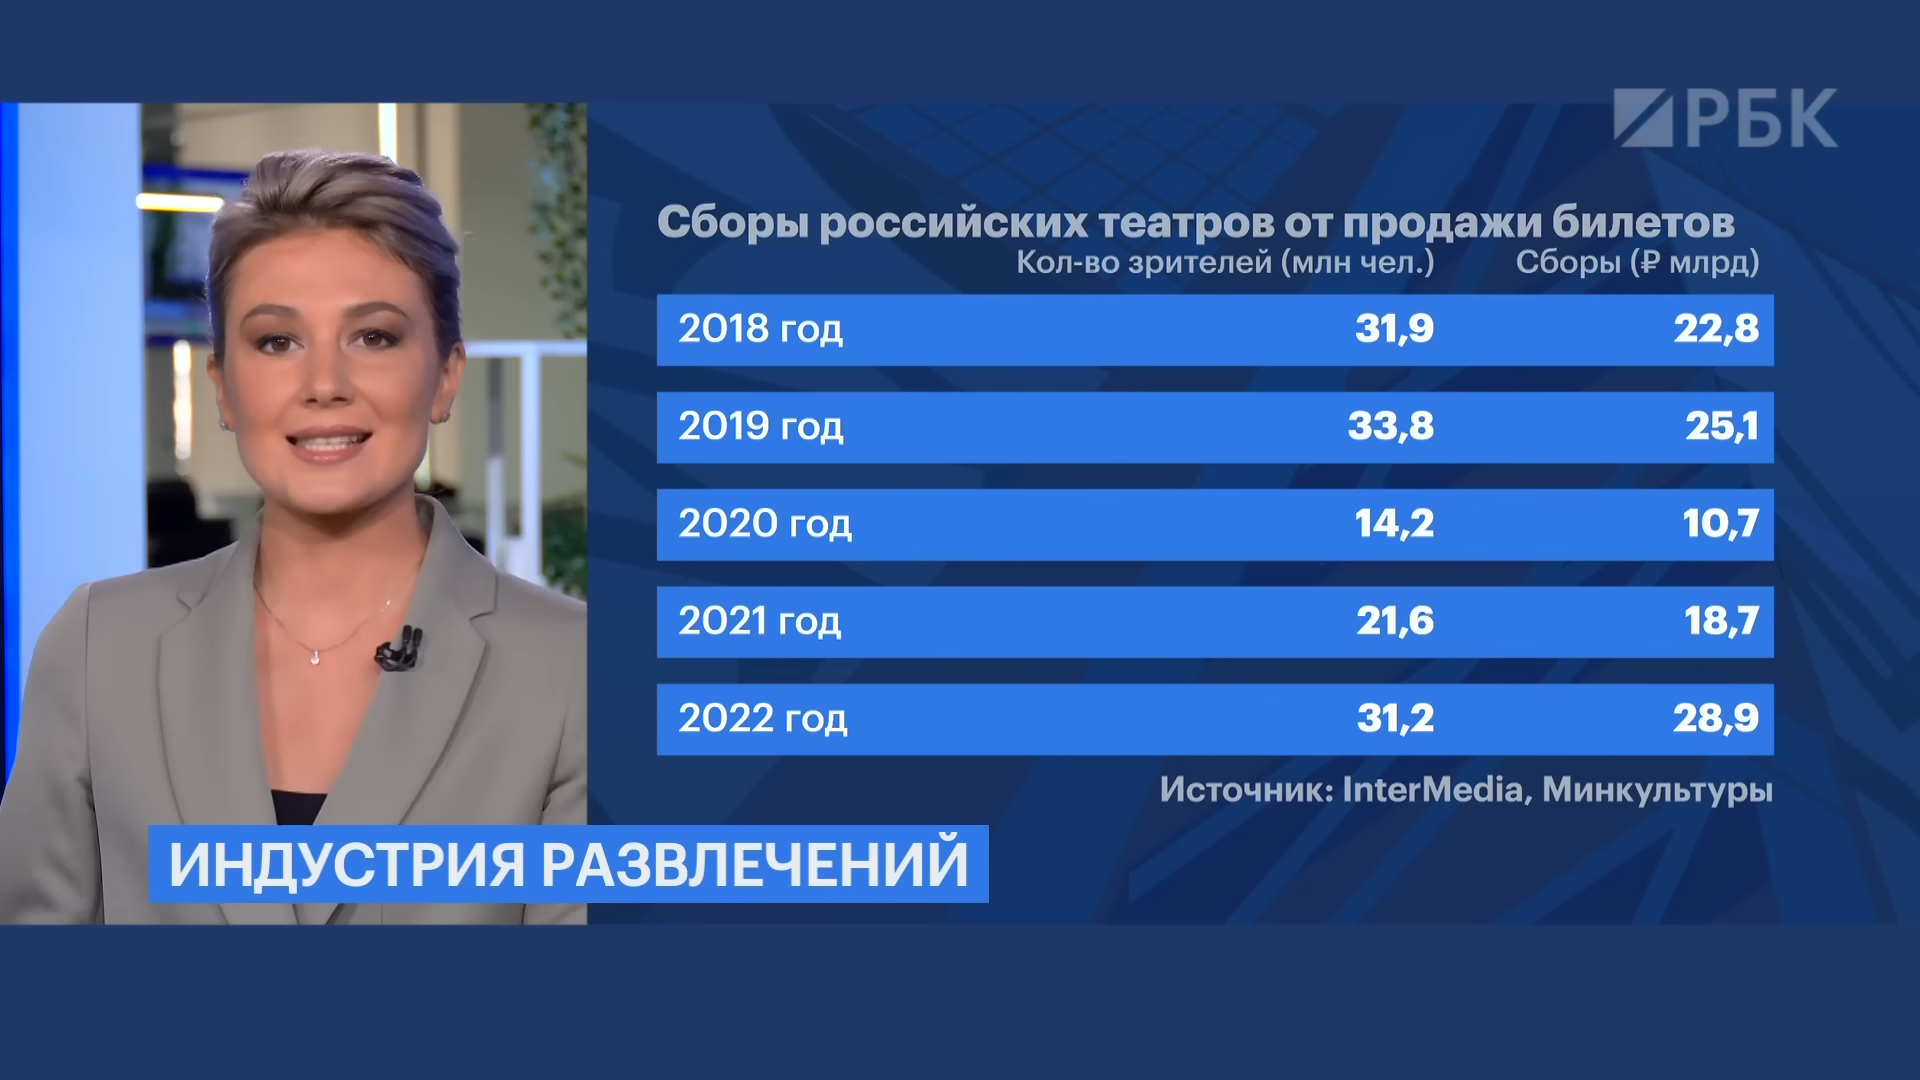 РБК
Сборы российских театров от продажи билетов
Кол-во зрителей (млн чел.) Сборы (₽ млрд)
2018 год 31,9 22,8
2019 год 33,8 25,1
2020 год 14,2 10,7
2021 год 21,6 18,7
2022 год 31,2 28,9
Источник: InterMedia, Минкультуры
ИНДУСТРИЯ РАЗВЛЕЧЕНИЙ